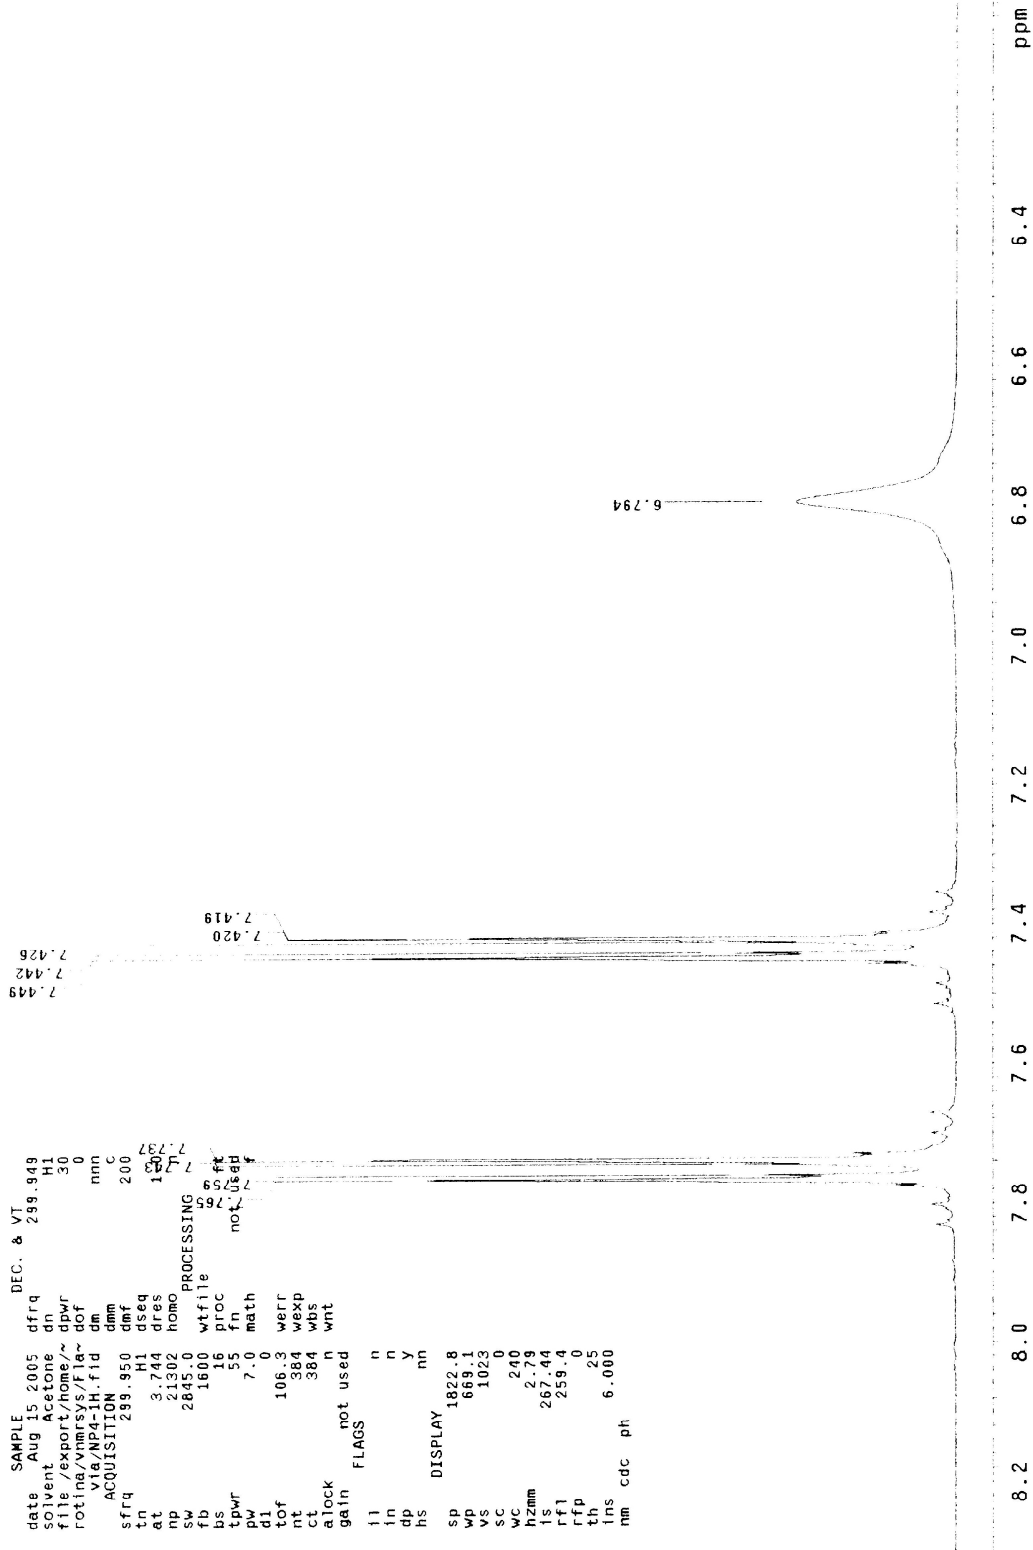 SAMPLE DEC. & VT
date Aug 15 2005 dfrq 299.949
solvent Acetone dn H1
file /export/home/~ dpwr 30
rotina/vnmrsys/Fla~ dof 0
via/NP4-1H.fid dm nnn
ACQUISITION dmm c
sfrq 299.950 dmf 200
tn H1 dseq
at 3.744 dres
np 21302 homo
sw 2845.0 PROCESSING
fb 1600 wtfile
bs 16 proc ft
tpwr 55 fn not used
pw 7.0 math f
d1 0
tof 106.3 werr
nt 384 wexp
ct 384 wbs
alock n wnt
gain not used
FLAGS
il n
in n
dp y
hs nn
DISPLAY
sp 1822.8
wp 669.1
vs 1023
sc 0
wc 240
hzmm 2.79
is 267.44
rfl 259.4
rfp 0
th 25
ins 6.000
nm cdc ph
7.765
7.759
7.743
7.737
7.449
7.442
7.426
7.420
7.419
6.794
8.2 8.0 7.8 7.6 7.4 7.2 7.0 6.8 6.6 6.4 ppm